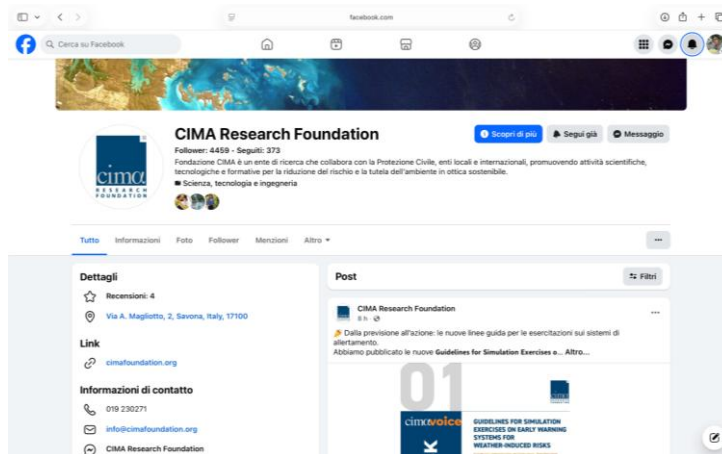 facebook.com
Cerca su Facebook
CIMA Research Foundation
Follower: 4459 - Seguiti: 373
Fondazione CIMA è un ente di ricerca che collabora con la Protezione Civile, enti locali e internazionali, promuovendo attività scientifiche,
tecnologiche e formative per la riduzione del rischio e la tutela dell'ambiente in ottica sostenibile.
Scienza, tecnologia e ingegneria
Scopri di più
Segui già
Messaggio
cima
RESEARCH
FOUNDATION
Tutto Informazioni Foto Follower Menzioni Altro
Dettagli
Recensioni: 4
Via A. Magliotto, 2, Savona, Italy, 17100
Link
cimafoundation.org
Informazioni di contatto
019 230271
info@cimafoundation.org
CIMA Research Foundation
Post
Filtri
CIMA Research Foundation
8 h
Dalla previsione all'azione: le nuove linee guida per le esercitazioni sui sistemi di
allertamento.
Abbiamo pubblicato le nuove Guidelines for Simulation Exercises o... Altro...
01
cima
cimavoice
K
GUIDELINES FOR SIMULATION
EXERCISES ON EARLY WARNING
SYSTEMS FOR
WEATHER-INDUCED RISKS